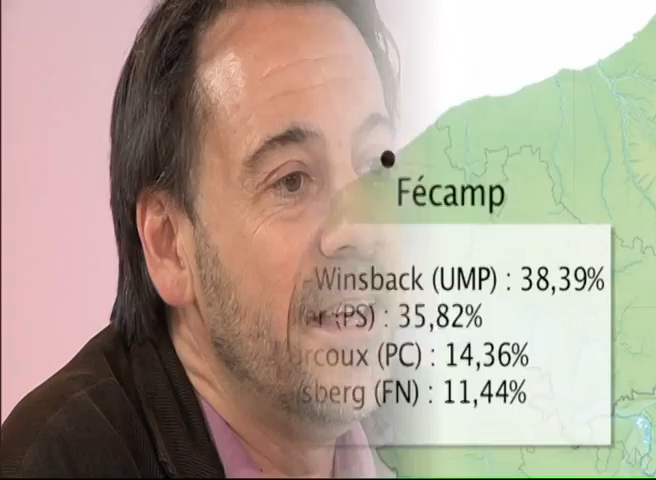 Fécamp
-Winsback (UMP) : 38,39%
(PS) : 35,82%
rcoux (PC) : 14,36%
sberg (FN) : 11,44%